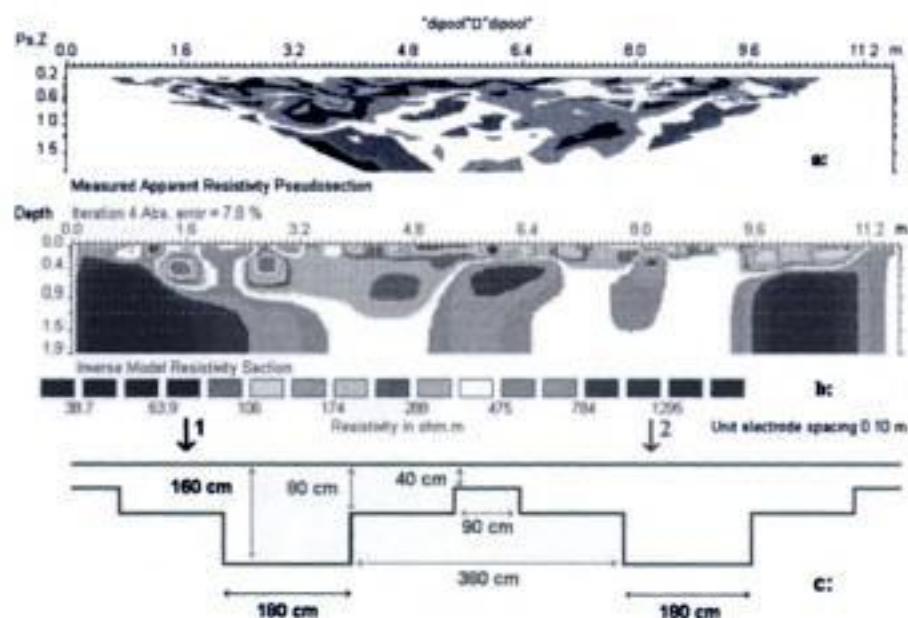 "dipool"D"dipool"
Ps.Z 0.0 1.6 3.2 4.8 6.4 8.0 9.6 11.2 m
0.2
0.6
1.0
1.5
a:
Measured Apparent Resistivity Pseudosection
Depth Iteration 4 Abs. error = 7.8 %
0.0 1.6 3.2 4.8 6.4 8.0 9.6 11.2 m
0.0
0.4
0.9
1.5
1.9
Inverse Model Resistivity Section
b:
38.7 63.9 106 174 288 475 784 1295
1 Resistivity in ohm.m 2 Unit electrode spacing 0.10 m
160 cm 80 cm 40 cm
90 cm
360 cm
180 cm 180 cm
c: